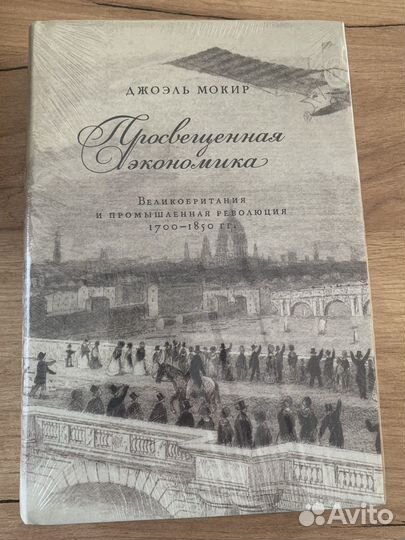 ДЖОЭЛЬ МОКИР
Просвещенная
экономика
ВЕЛИКОБРИТАНИЯ
И ПРОМЫШЛЕННАЯ РЕВОЛЮЦИЯ
1700–1850 ГГ.
Avito